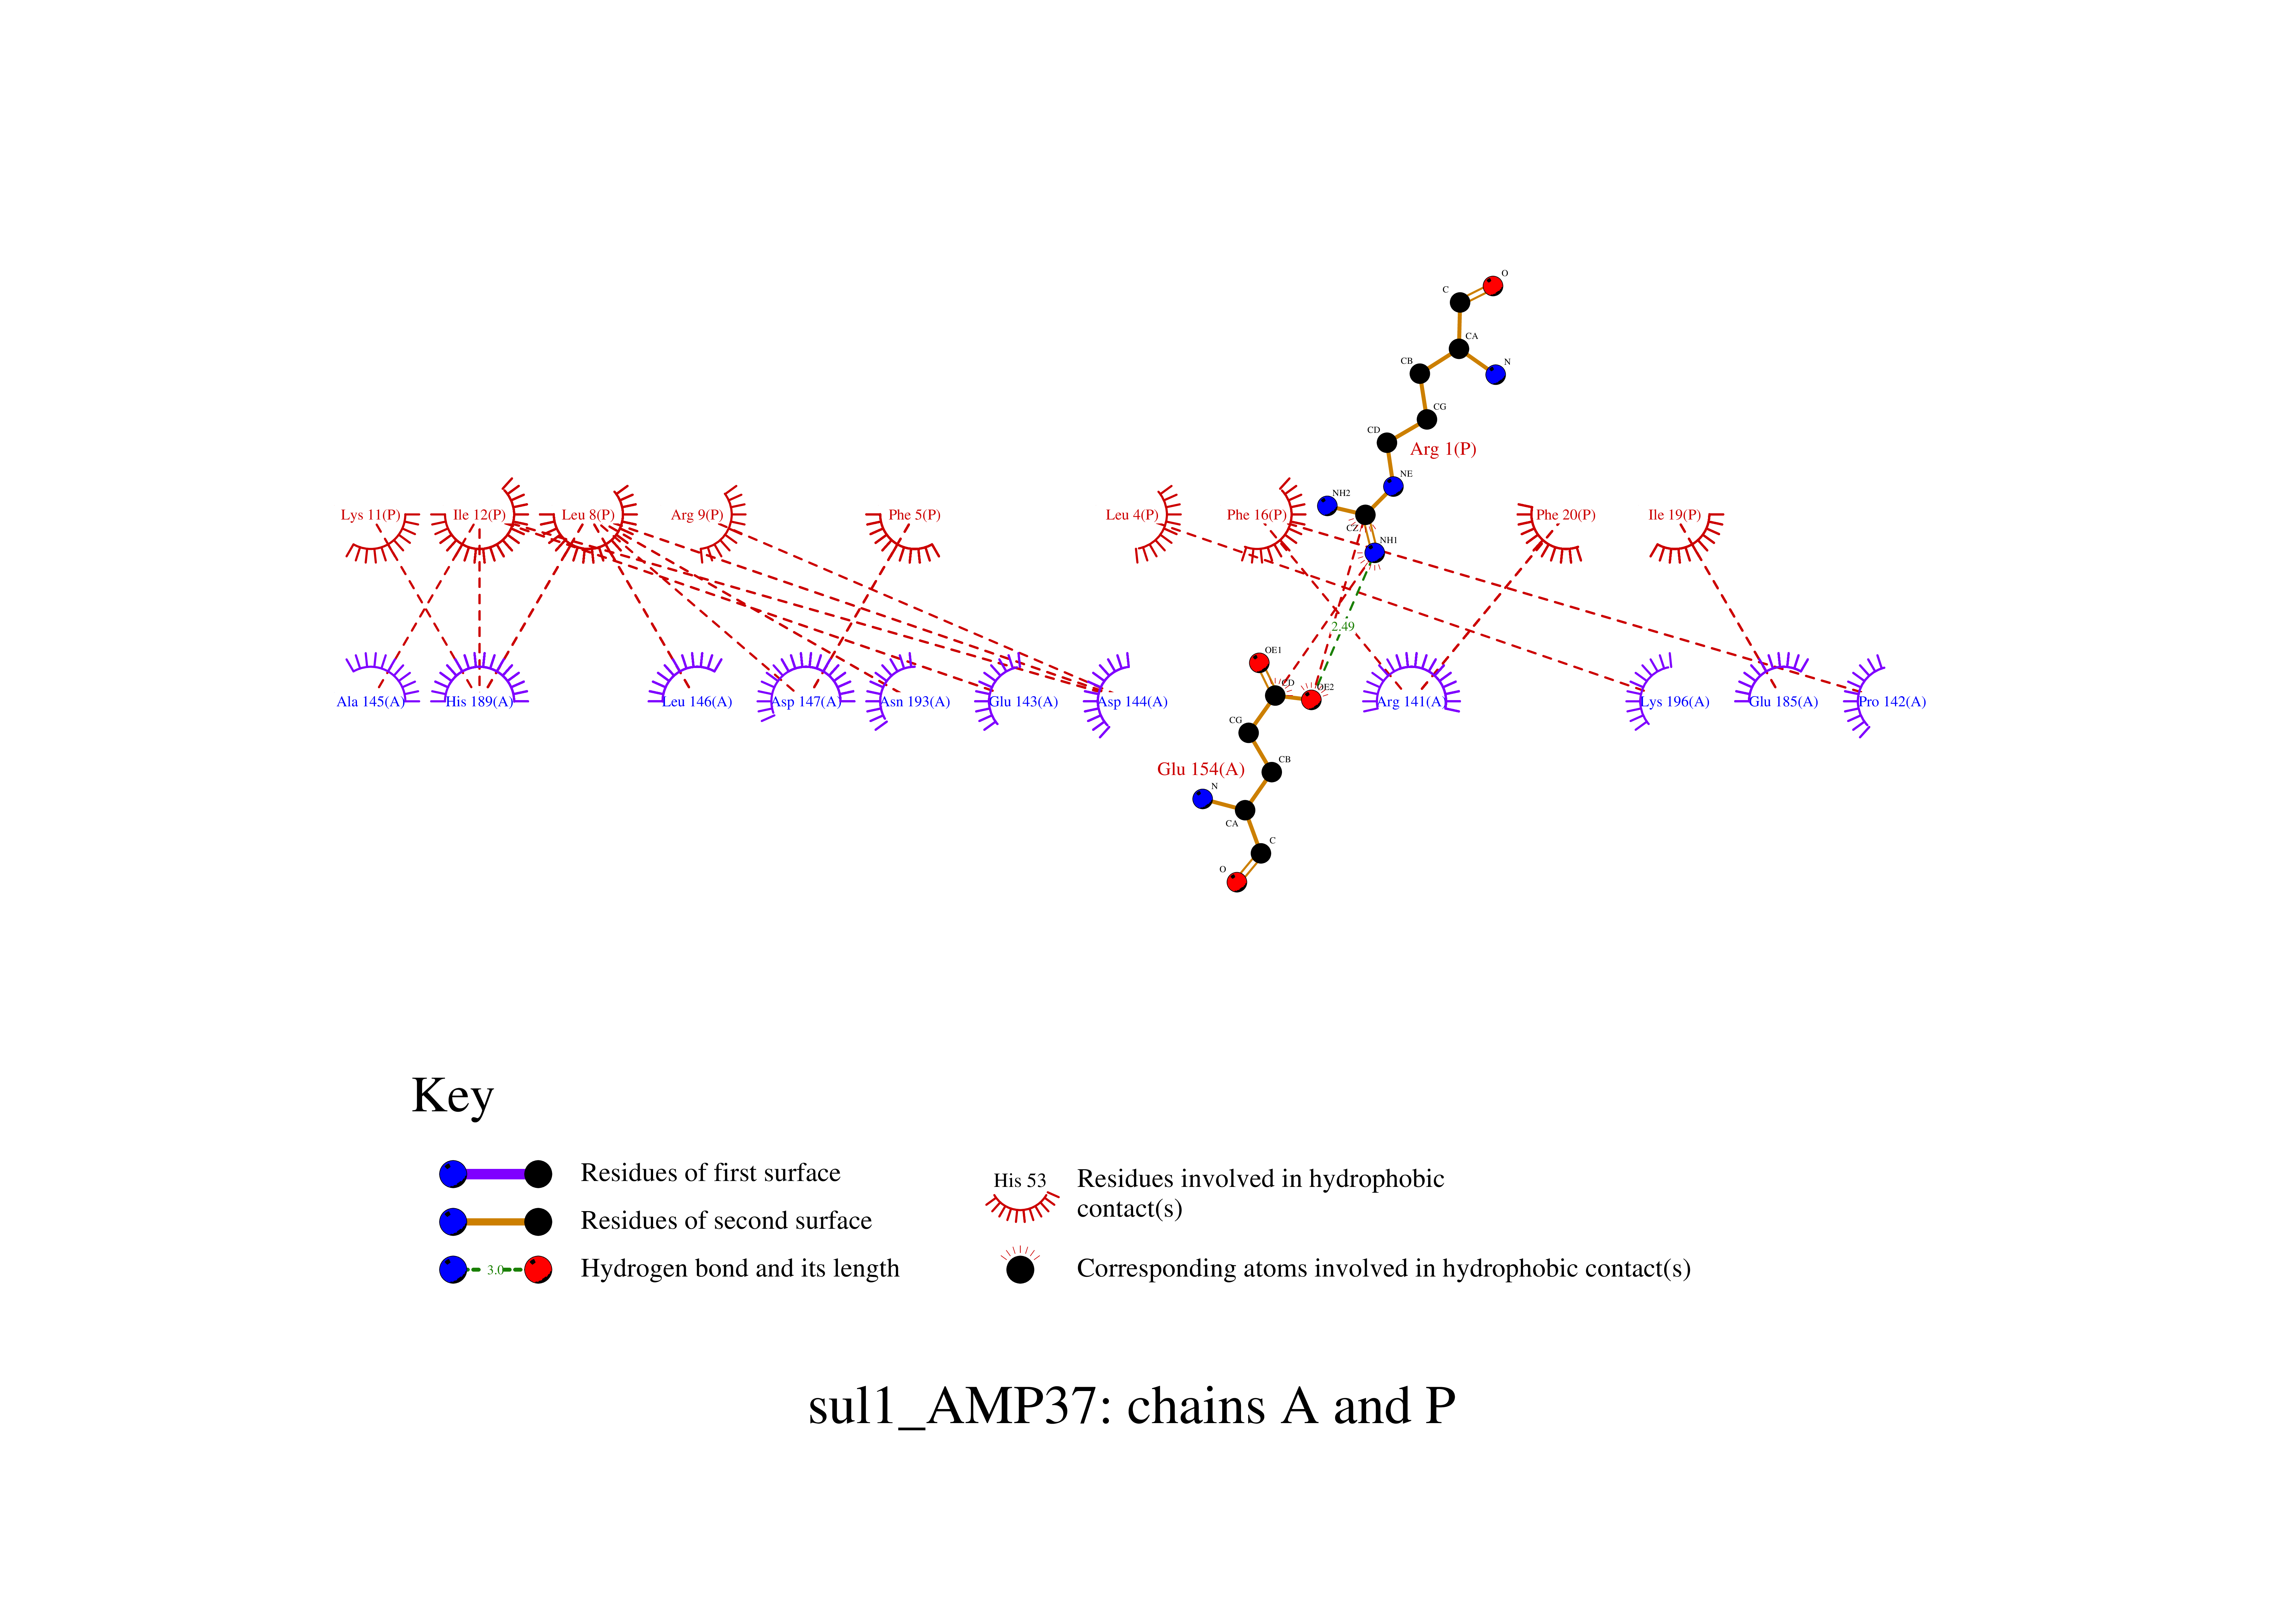 O
C
CA
N
CB
CG
CD
Arg 1(P)
NE
NH2
Lys 11(P) Ile 12(P) Leu 8(P) Arg 9(P) Phe 5(P) Leu 4(P) Phe 16(P) Phe 20(P) Ile 19(P)
CZ
NH1
2.49
OE1
CD
OE2
Ala 145(A) His 189(A) Leu 146(A) Asp 147(A) Asn 193(A) Glu 143(A) Asp 144(A) Arg 141(A) Lys 196(A) Glu 185(A) Pro 142(A)
CG
CB
Glu 154(A)
N
CA
C
O
Key
Residues of first surface
Residues of second surface
3.0 Hydrogen bond and its length
His 53 Residues involved in hydrophobic
contact(s)
Corresponding atoms involved in hydrophobic contact(s)
sul1_AMP37: chains A and P